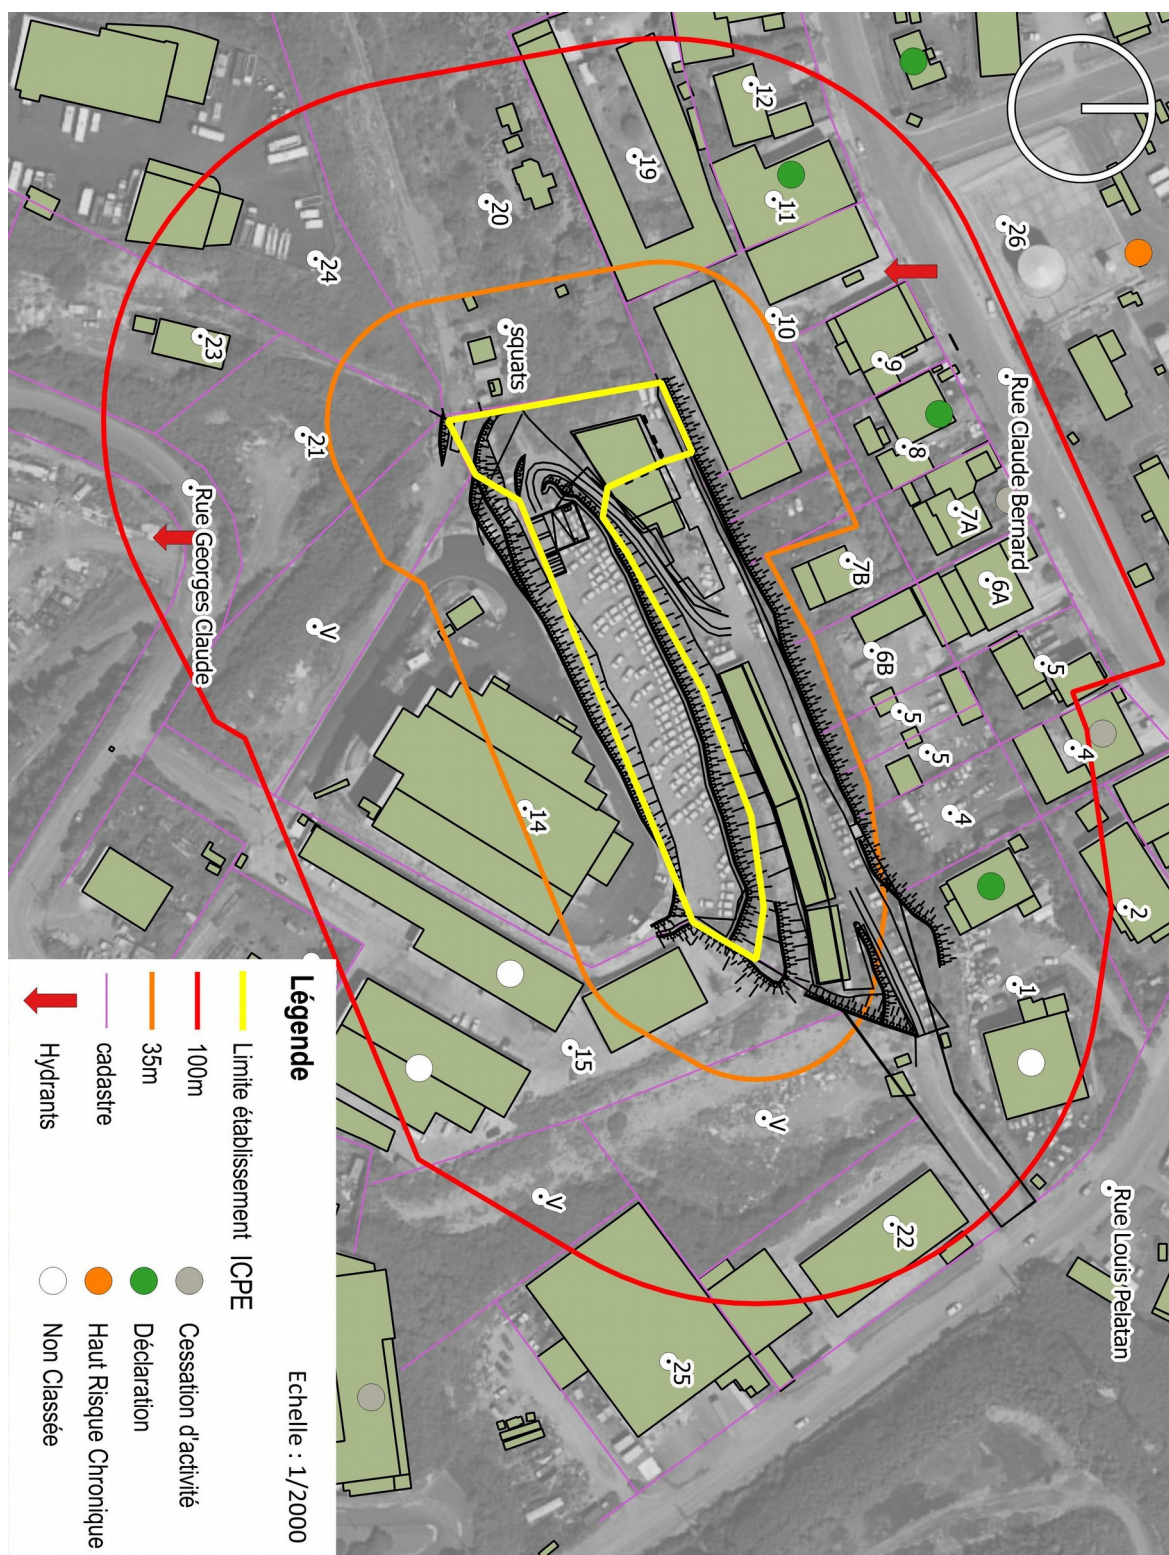 12
19
11
20
26
24
10
squats
9
23
Rue Claude Bernard
8
21
7A
Rue Georges Claude
7B
6A
V
6B
5
5
5
4
14
4
2
1
15
V
V
Rue Louis Pelatan
22
25
Légende
Echelle : 1/2000
Limite établissement
100m
35m
cadastre
Hydrants
ICPE
Cessation d'activité
Déclaration
Haut Risque Chronique
Non Classée